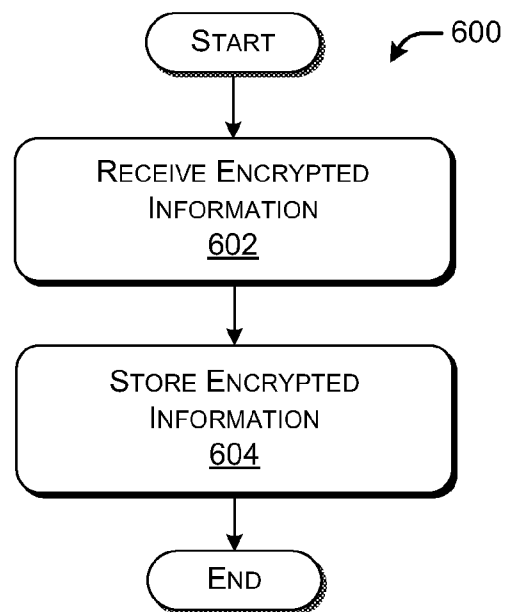 START
600
RECEIVE ENCRYPTED
INFORMATION
602
STORE ENCRYPTED
INFORMATION
604
END